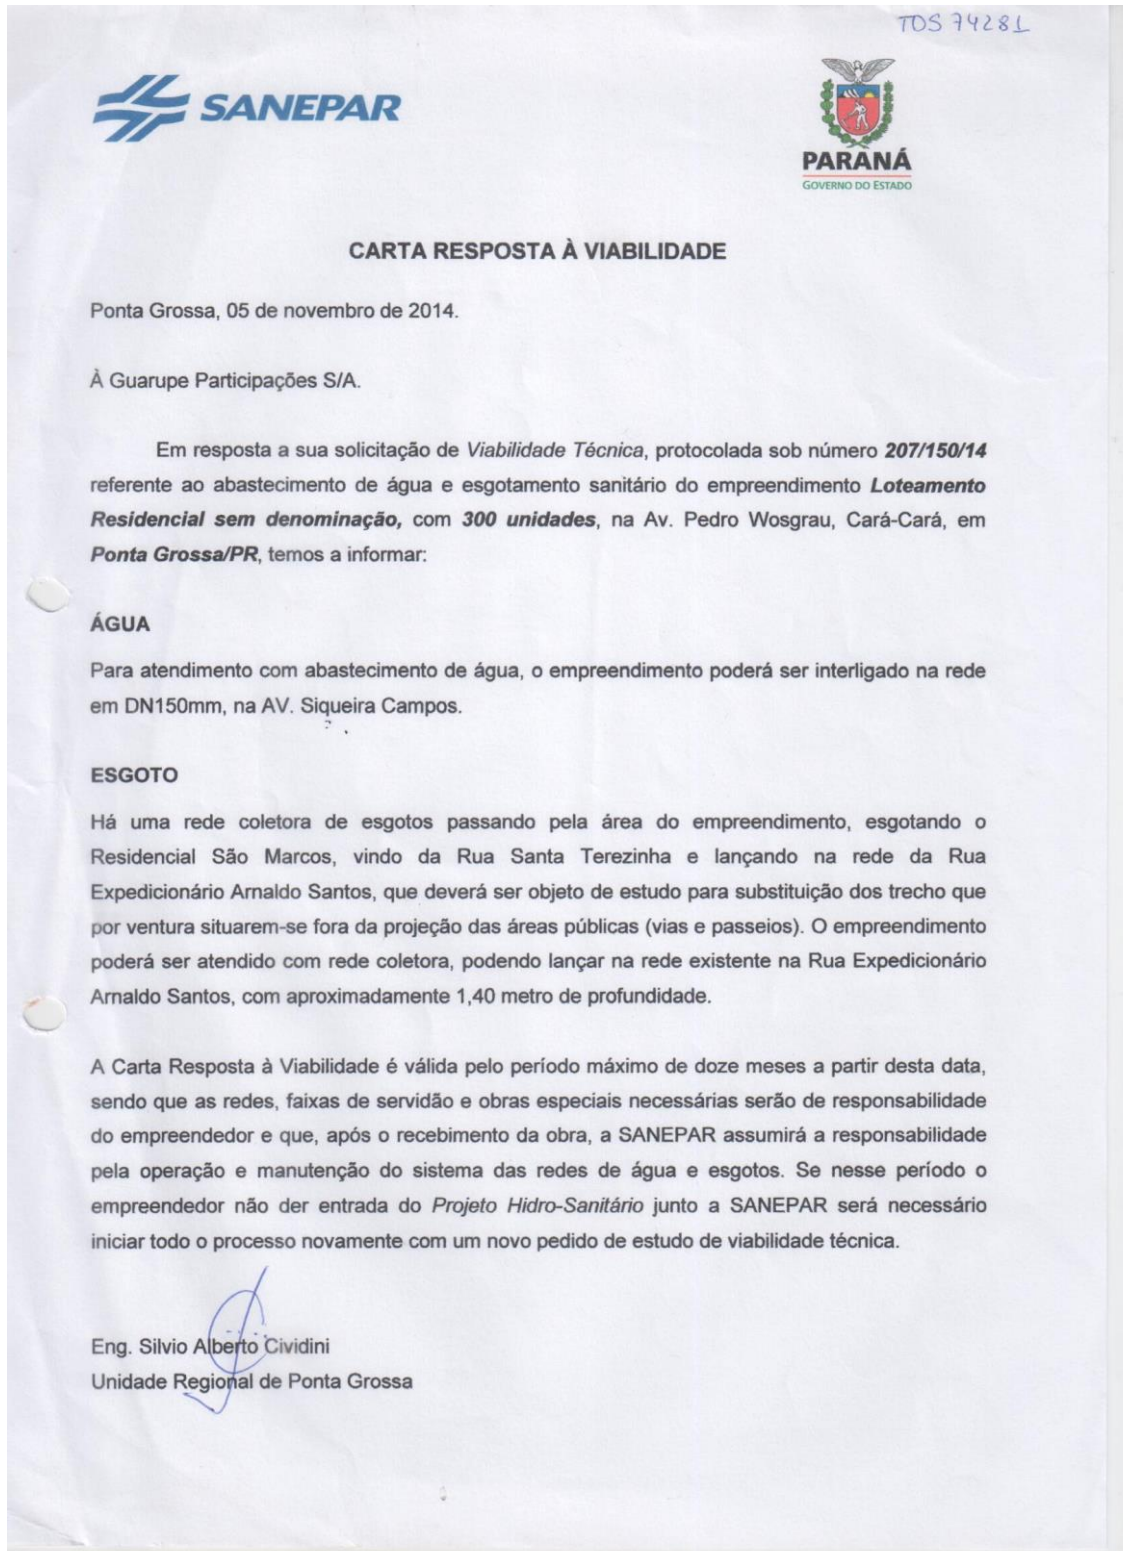 TDS 74281
SANEPAR
PARANÁ
GOVERNO DO ESTADO
CARTA RESPOSTA À VIABILIDADE
Ponta Grossa, 05 de novembro de 2014.
À Guarupe Participações S/A.
Em resposta a sua solicitação de Viabilidade Técnica, protocolada sob número 207/150/14
referente ao abastecimento de água e esgotamento sanitário do empreendimento Loteamento
Residencial sem denominação, com 300 unidades, na Av. Pedro Wosgrau, Cará-Cará, em
Ponta Grossa/PR, temos a informar:
ÁGUA
Para atendimento com abastecimento de água, o empreendimento poderá ser interligado na rede
em DN150mm, na AV. Siqueira Campos.
ESGOTO
Há uma rede coletora de esgotos passando pela área do empreendimento, esgotando o
Residencial São Marcos, vindo da Rua Santa Terezinha e lançando na rede da Rua
Expedicionário Arnaldo Santos, que deverá ser objeto de estudo para substituição dos trecho que
por ventura situarem-se fora da projeção das áreas públicas (vias e passeios). O empreendimento
poderá ser atendido com rede coletora, podendo lançar na rede existente na Rua Expedicionário
Arnaldo Santos, com aproximadamente 1,40 metro de profundidade.
A Carta Resposta à Viabilidade é válida pelo período máximo de doze meses a partir desta data,
sendo que as redes, faixas de servidão e obras especiais necessárias serão de responsabilidade
do empreendedor e que, após o recebimento da obra, a SANEPAR assumirá a responsabilidade
pela operação e manutenção do sistema das redes de água e esgotos. Se nesse período o
empreendedor não der entrada do Projeto Hidro-Sanitário junto a SANEPAR será necessário
iniciar todo o processo novamente com um novo pedido de estudo de viabilidade técnica.
Eng. Silvio Alberto Cividini
Unidade Regional de Ponta Grossa